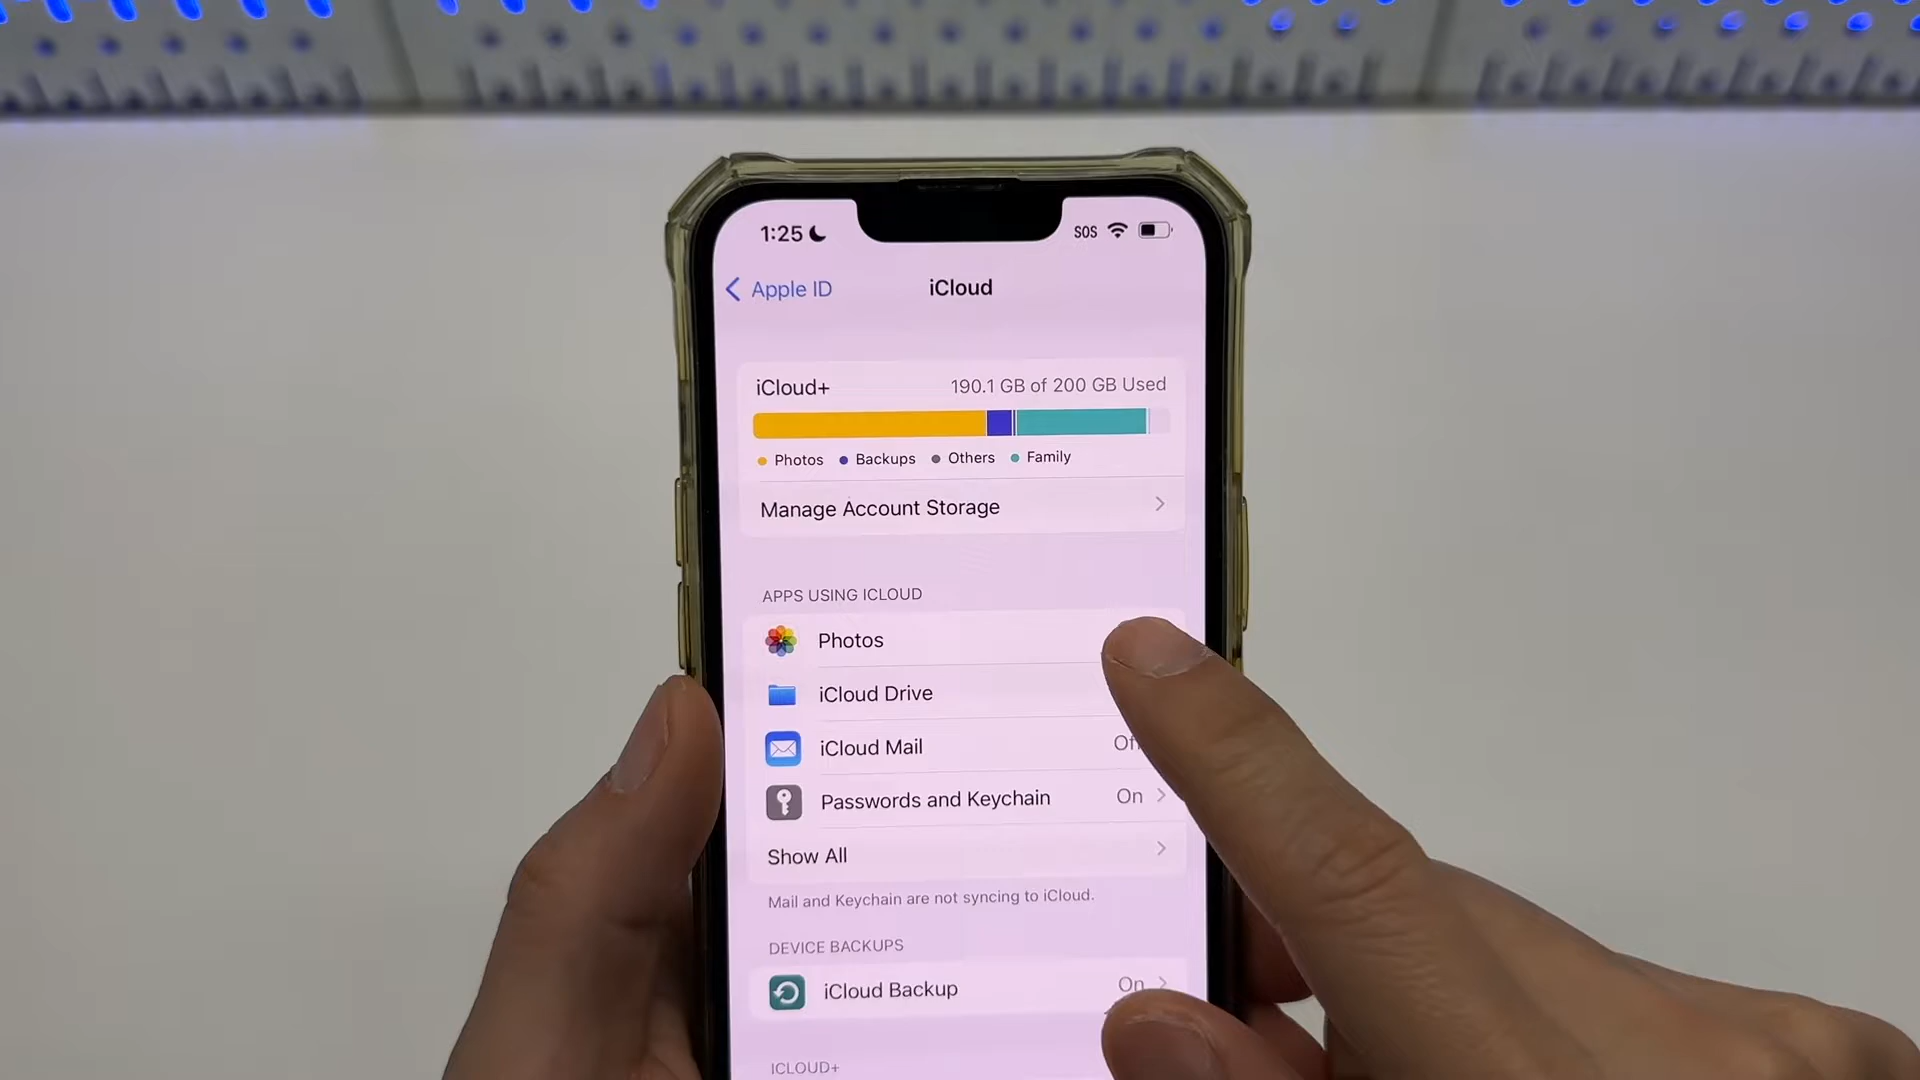 1:25 SOS
Apple ID iCloud
iCloud+ 190.1 GB of 200 GB Used
Photos Backups Others Family
Manage Account Storage
APPS USING ICLOUD
Photos
iCloud Drive
iCloud Mail Off
Passwords and Keychain On
Show All
Mail and Keychain are not syncing to iCloud.
DEVICE BACKUPS
iCloud Backup On
ICLOUD+